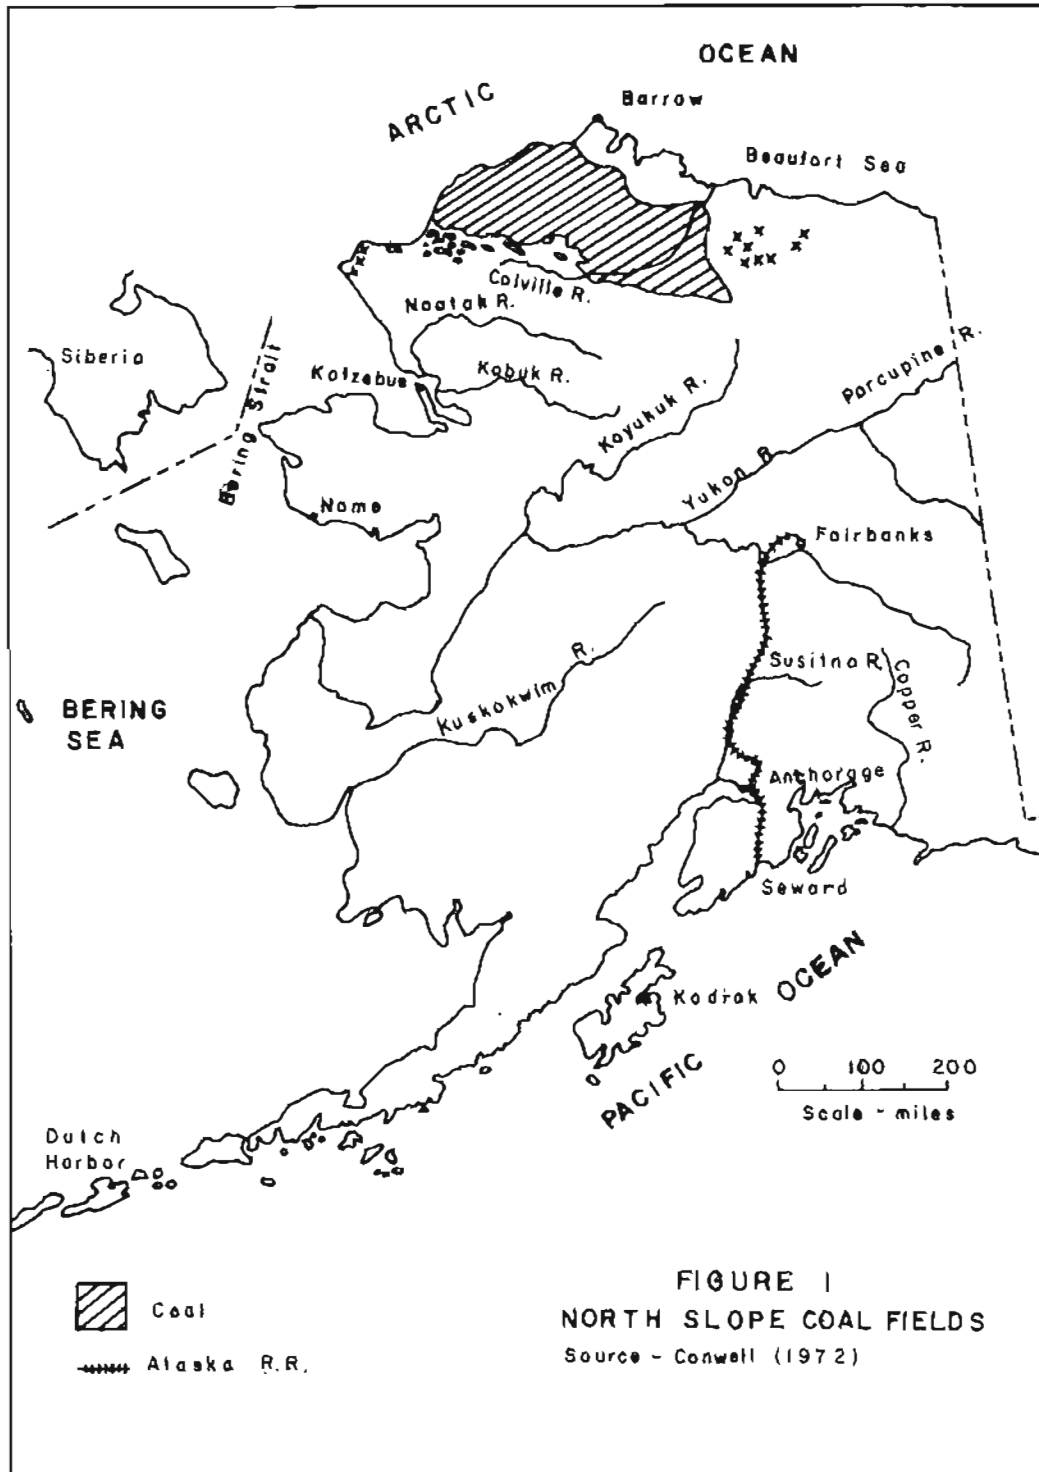 OCEAN
ARCTIC
Barrow
Beaufort Sea
Colville R.
Noatak R.
Siberia
Bering Strait
Kotzebue
Kobuk R.
Koyukuk R.
Porcupine R.
Yukon R.
Nome
Fairbanks
Susitna R.
Copper R.
Kuskokwim R.
BERING
SEA
Anchorage
Seward
OCEAN
Kodiak
PACIFIC
0 100 200
Scale - miles
Dutch
Harbor
Coal
Alaska R.R.
FIGURE 1
NORTH SLOPE COAL FIELDS
Source - Conwell (1972)